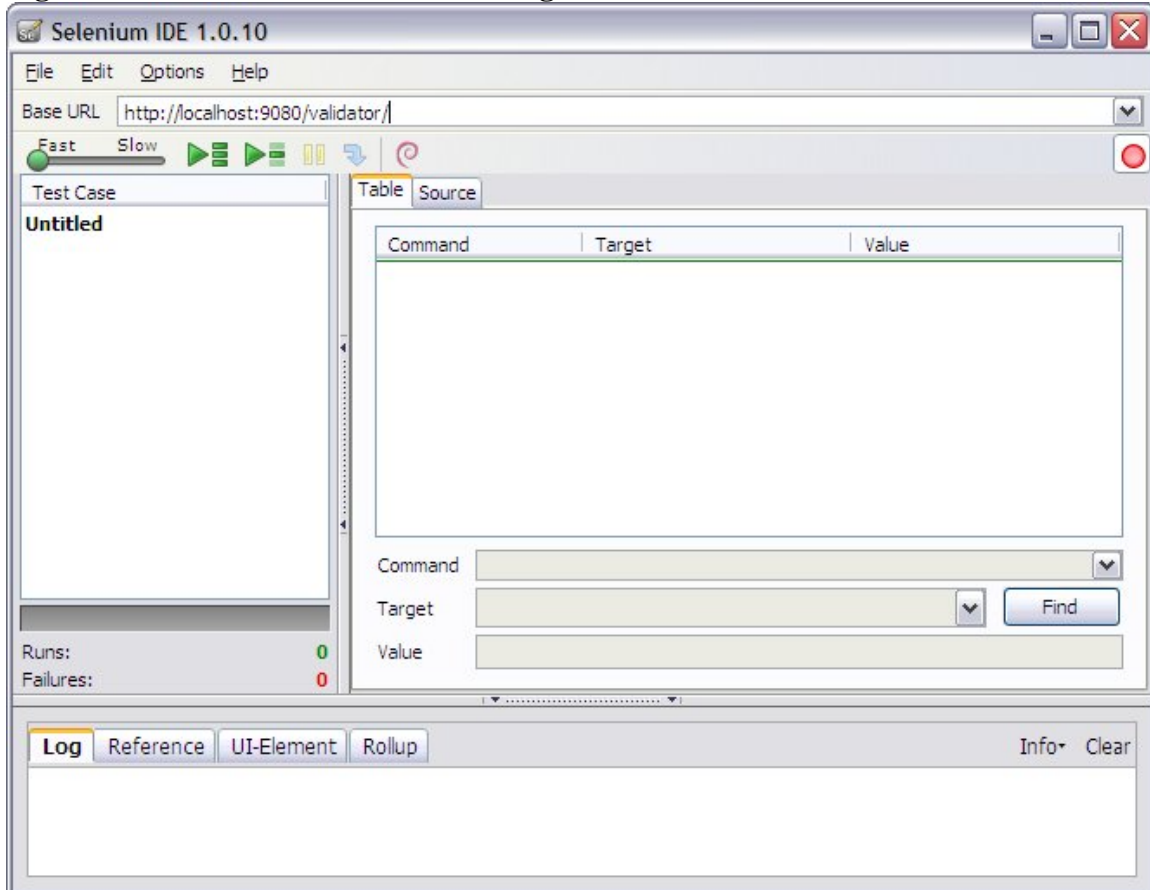 Selenium IDE 1.0.10
File Edit Options Help
Base URL http://localhost:9080/validator/
Fast Slow
Test Case
Untitled
Runs: 0
Failures: 0
Table Source
Command Target Value
Command
Target Find
Value
Log Reference UI-Element Rollup Info Clear